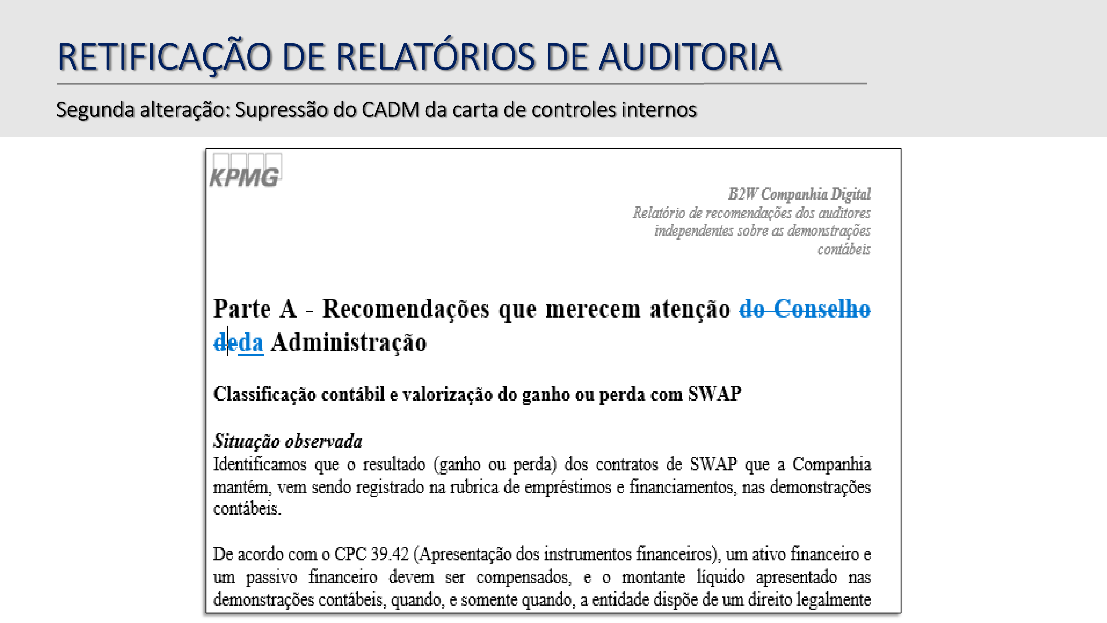 RETIFICAÇÃO DE RELATÓRIOS DE AUDITORIA
Segunda alteração: Supressão do CADM da carta de controles internos
KPMG
B2W Companhia Digital
Relatório de recomendações dos auditores
independentes sobre as demonstrações
contábeis
Parte A - Recomendações que merecem atenção do Conselho
deda Administração
Classificação contábil e valorização do ganho ou perda com SWAP
Situação observada
Identificamos que o resultado (ganho ou perda) dos contratos de SWAP que a Companhia
mantém, vem sendo registrado na rubrica de empréstimos e financiamentos, nas demonstrações
contábeis.
De acordo com o CPC 39.42 (Apresentação dos instrumentos financeiros), um ativo financeiro e
um passivo financeiro devem ser compensados, e o montante líquido apresentado nas
demonstrações contábeis, quando, e somente quando, a entidade dispõe de um direito legalmente